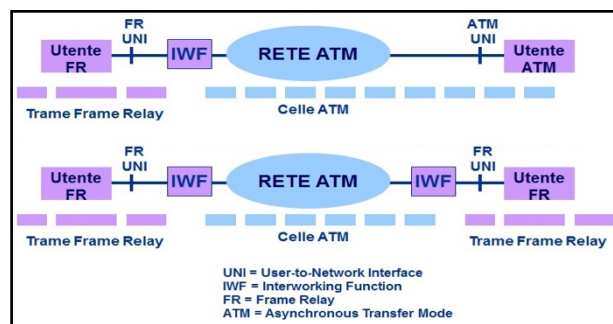 FR
UNI
ATM
UNI
Utente
FR
IWF
RETE ATM
Utente
ATM
Trame Frame Relay
Celle ATM
FR
UNI
FR
UNI
Utente
FR
IWF
RETE ATM
IWF
Utente
FR
Trame Frame Relay
Celle ATM
Trame Frame Relay
UNI = User-to-Network Interface
IWF = Interworking Function
FR = Frame Relay
ATM = Asynchronous Transfer Mode